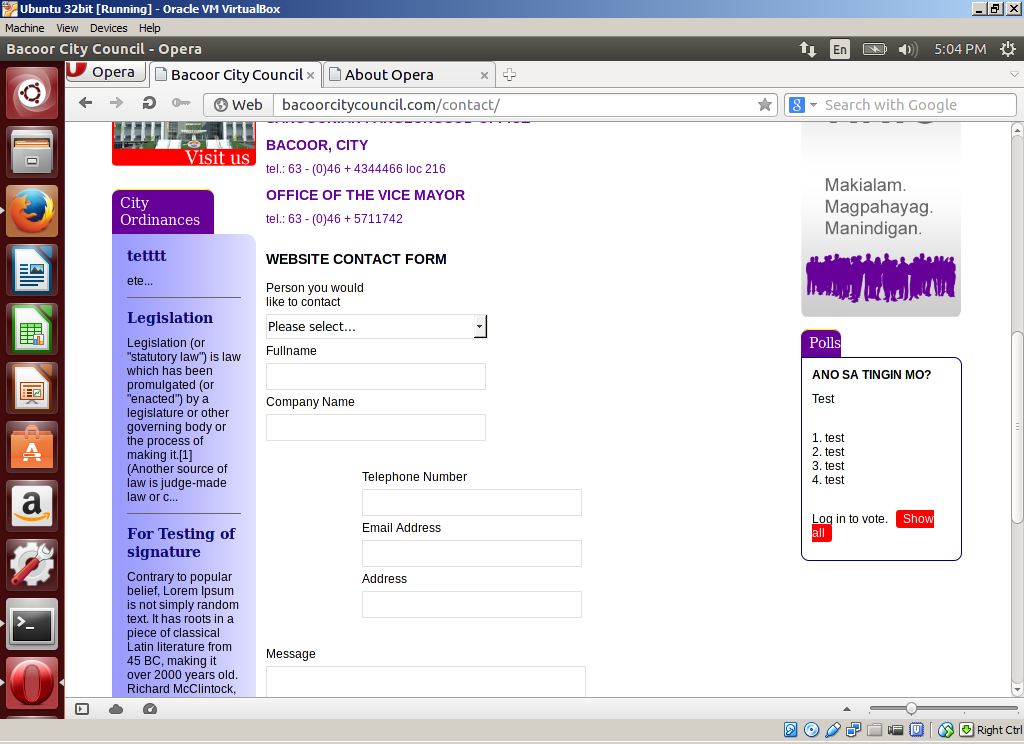 Ubuntu 32bit [Running] - Oracle VM VirtualBox
Machine View Devices Help
Bacoor City Council - Opera
En
5:04 PM
Opera
Bacoor City Council
About Opera
Web
bacoorcitycouncil.com/contact/
Search with Google
Visit us
BACOOR, CITY
tel.: 63 - (0)46 + 4344466 loc 216
OFFICE OF THE VICE MAYOR
tel.: 63 - (0)46 + 5711742
City
Ordinances
tetttt
ete...
Legislation
Legislation (or
"statutory law") is law
which has been
promulgated (or
"enacted") by a
legislature or other
governing body or
the process of
making it.[1]
(Another source of
law is judge-made
law or c...
For Testing of
signature
Contrary to popular
belief, Lorem Ipsum
is not simply random
text. It has roots in a
piece of classical
Latin literature from
45 BC, making it
over 2000 years old.
Richard McClintock,
WEBSITE CONTACT FORM
Person you would
like to contact
Please select...
Fullname
Company Name
Telephone Number
Email Address
Address
Message
Makialam.
Magpahayag.
Manindigan.
Polls
ANO SA TINGIN MO?
Test
1. test
2. test
3. test
4. test
Log in to vote. Show
all
Right Ctrl